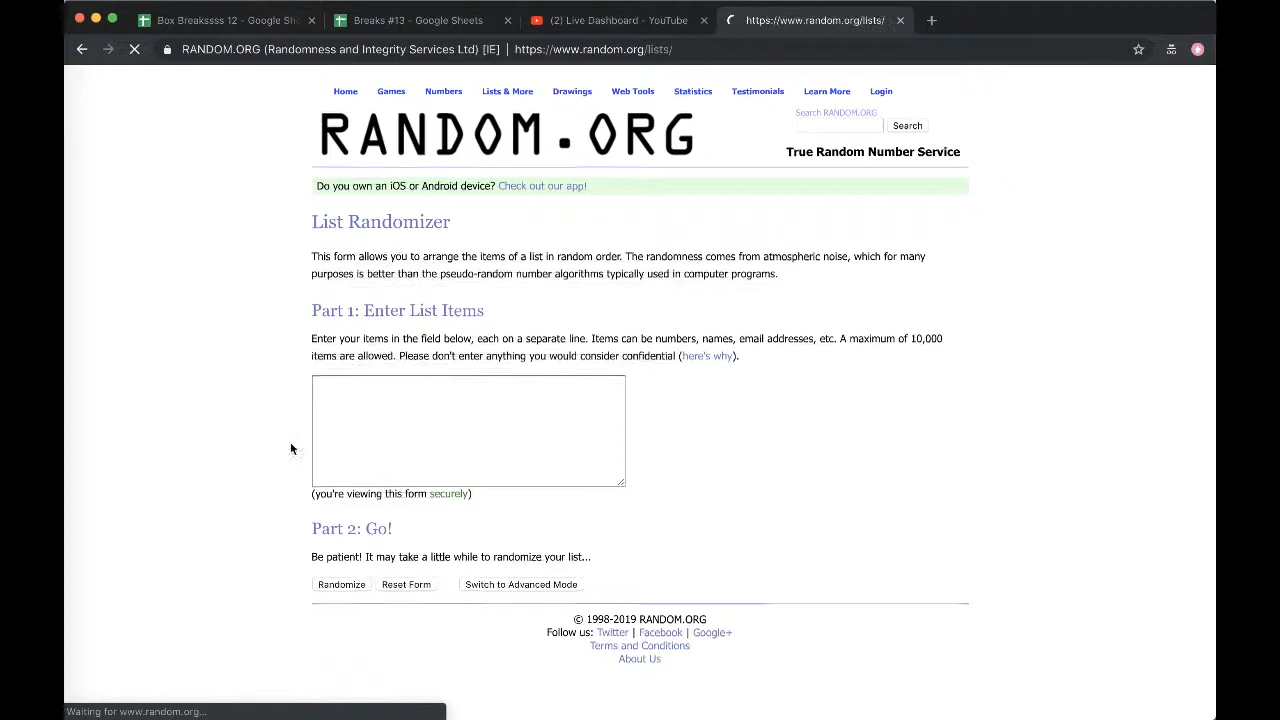 Box Breakssss 12 - Google Sh
Breaks #13 - Google Sheets
(2) Live Dashboard - YouTube
https://www.random.org/lists/
RANDOM.ORG (Randomness and Integrity Services Ltd) [IE] | https://www.random.org/lists/
Home Games Numbers Lists & More Drawings Web Tools Statistics Testimonials Learn More Login
RANDOM.ORG
Search RANDOM.ORG
Search
True Random Number Service
Do you own an iOS or Android device? Check out our app!
List Randomizer
This form allows you to arrange the items of a list in random order. The randomness comes from atmospheric noise, which for many
purposes is better than the pseudo-random number algorithms typically used in computer programs.
Part 1: Enter List Items
Enter your items in the field below, each on a separate line. Items can be numbers, names, email addresses, etc. A maximum of 10,000
items are allowed. Please don't enter anything you would consider confidential (here's why).
(you're viewing this form securely)
Part 2: Go!
Be patient! It may take a little while to randomize your list...
Randomize Reset Form Switch to Advanced Mode
© 1998-2019 RANDOM.ORG
Follow us: Twitter | Facebook | Google+
Terms and Conditions
About Us
Waiting for www.random.org...